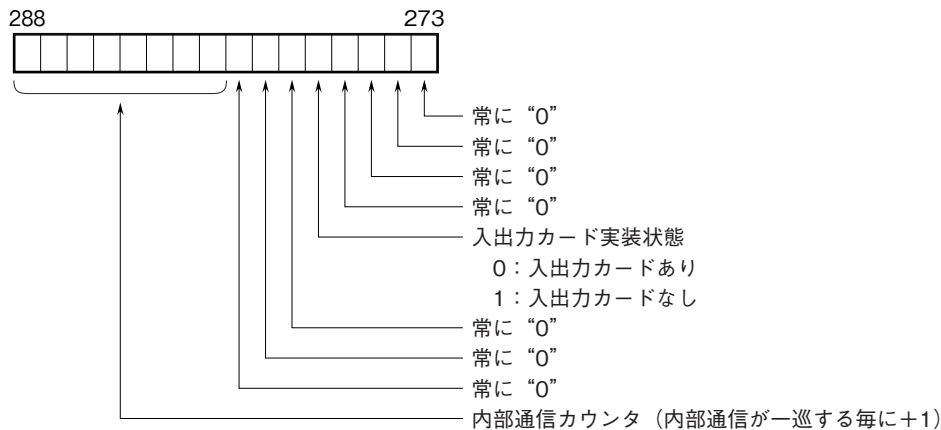 288 273
常に “0”
常に “0”
常に “0”
常に “0”
入出力カード実装状態
0：入出力カードあり
1：入出力カードなし
常に “0”
常に “0”
常に “0”
内部通信カウンタ（内部通信が一巡する毎に＋1）